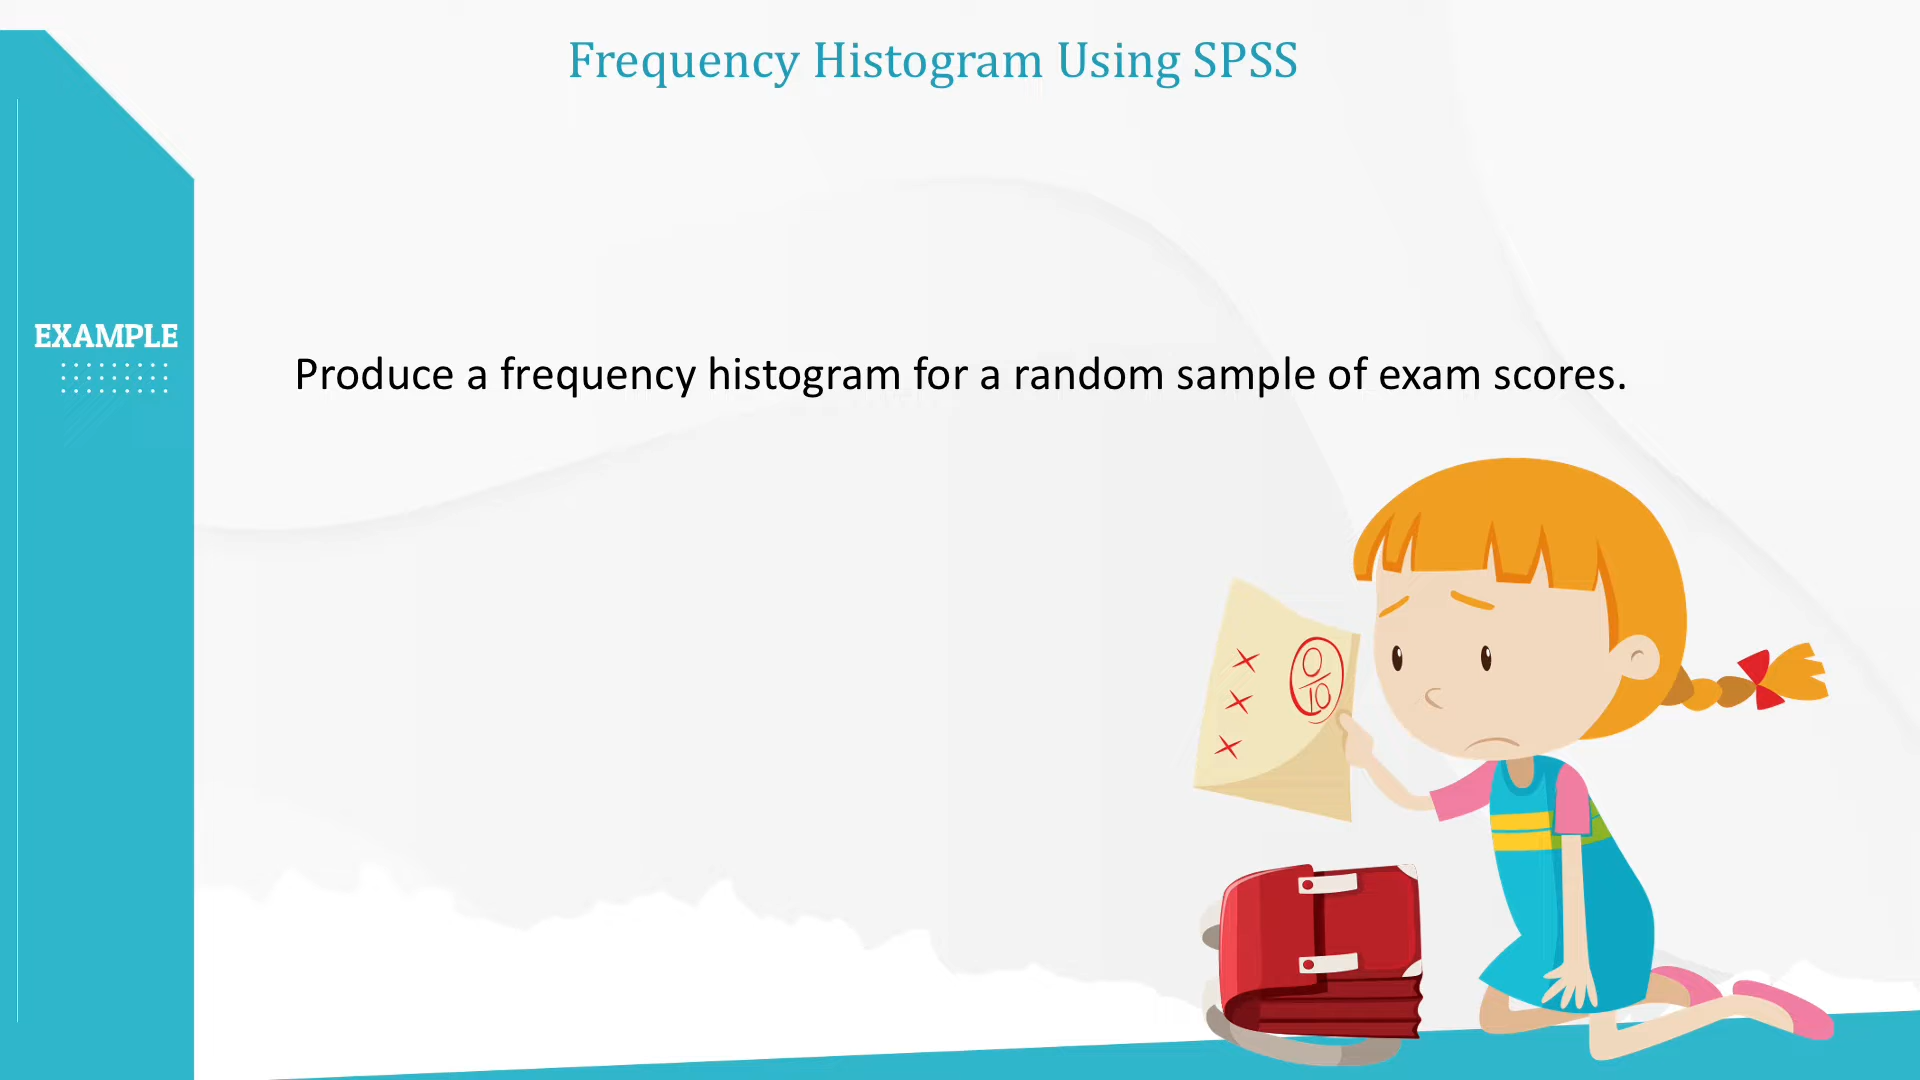 Frequency Histogram Using SPSS
EXAMPLE
Produce a frequency histogram for a random sample of exam scores.
0
10